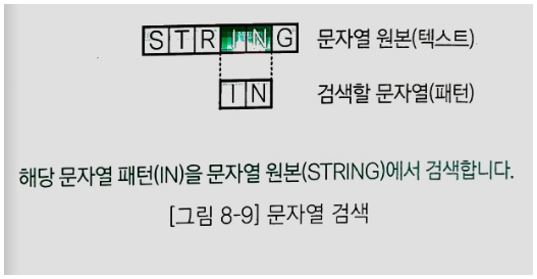 STRING 문자열 원본(텍스트)
IN 검색할 문자열(패턴)
해당 문자열 패턴(IN)을 문자열 원본(STRING)에서 검색합니다.
[그림 8-9] 문자열 검색